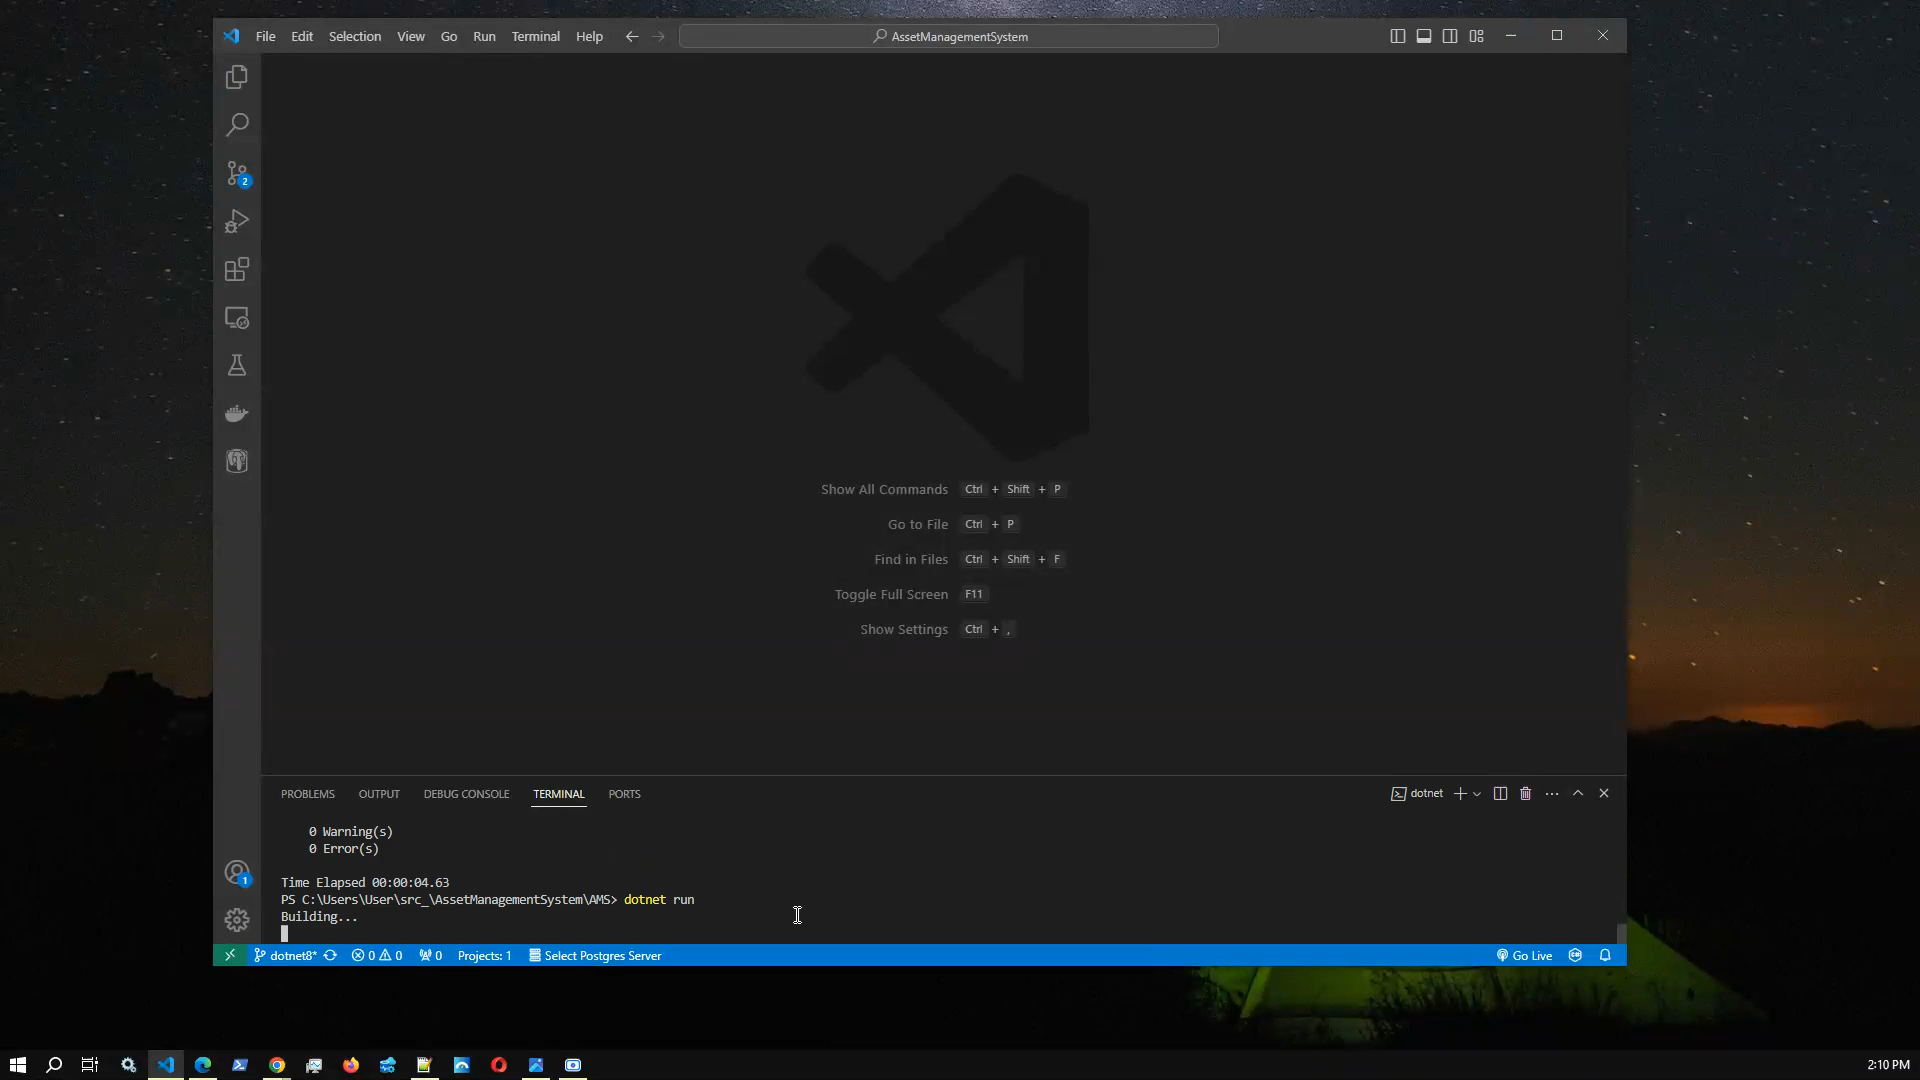 File Edit Selection View Go Run Terminal Help AssetManagementSystem
2
Show All Commands Ctrl + Shift + P
Go to File Ctrl + P
Find in Files Ctrl + Shift + F
Toggle Full Screen F11
Show Settings Ctrl + ,
PROBLEMS OUTPUT DEBUG CONSOLE TERMINAL PORTS dotnet
0 Warning(s)
0 Error(s)
1
Time Elapsed 00:00:04.63
PS C:\Users\User\src_\AssetManagementSystem\AMS> dotnet run
Building...
dotnet8* 0 0 0 Projects: 1 Select Postgres Server Go Live
2:10 PM